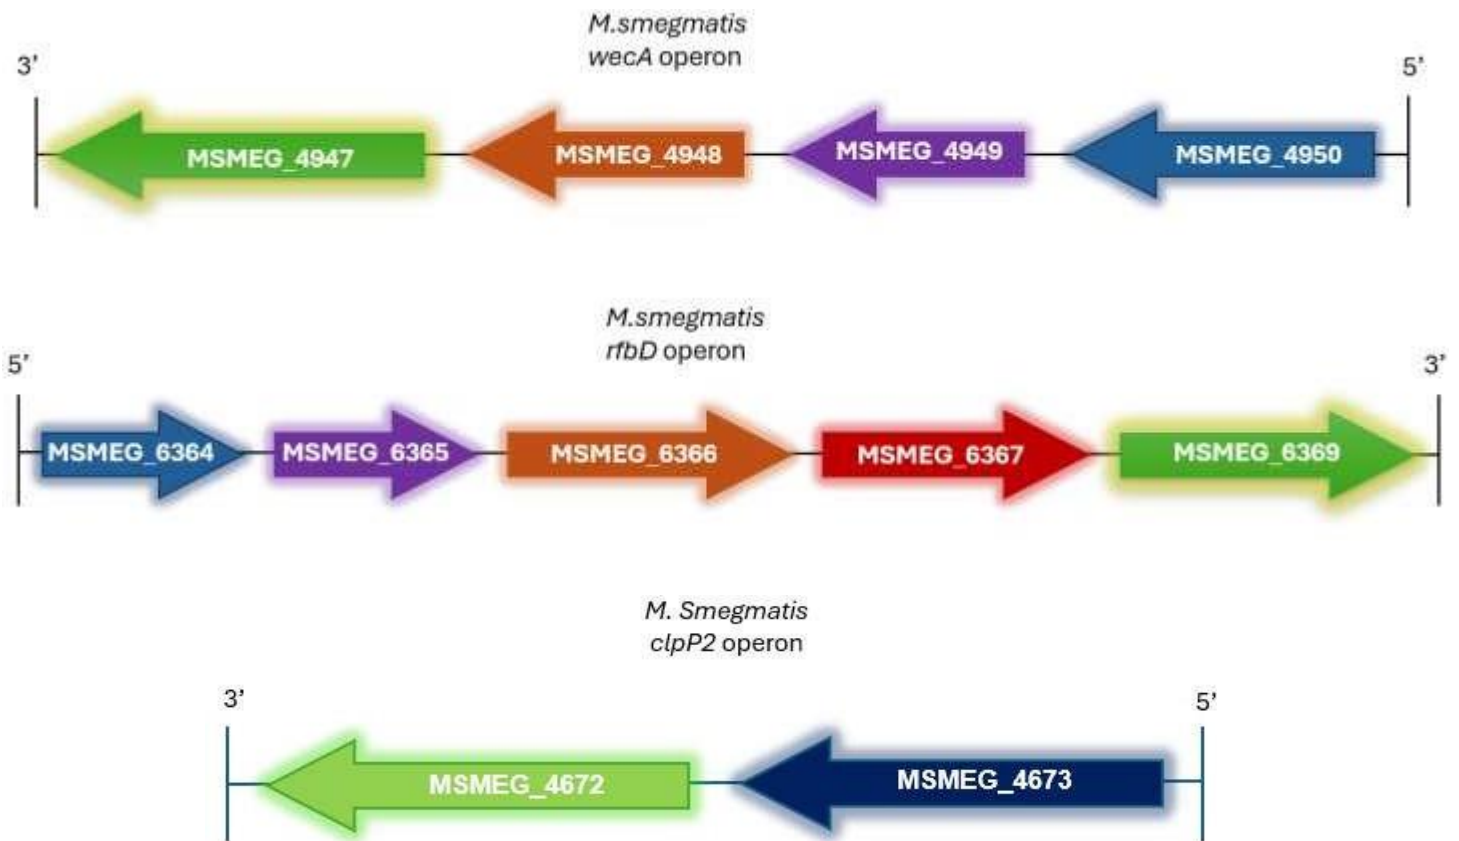 M.smegmatis
wecA operon
3’ 5’
MSMEG_4947 MSMEG_4948 MSMEG_4949 MSMEG_4950
M.smegmatis
rfbD operon
5’ 3’
MSMEG_6364 MSMEG_6365 MSMEG_6366 MSMEG_6367 MSMEG_6369
M. Smegmatis
clpP2 operon
3’ 5’
MSMEG_4672 MSMEG_4673